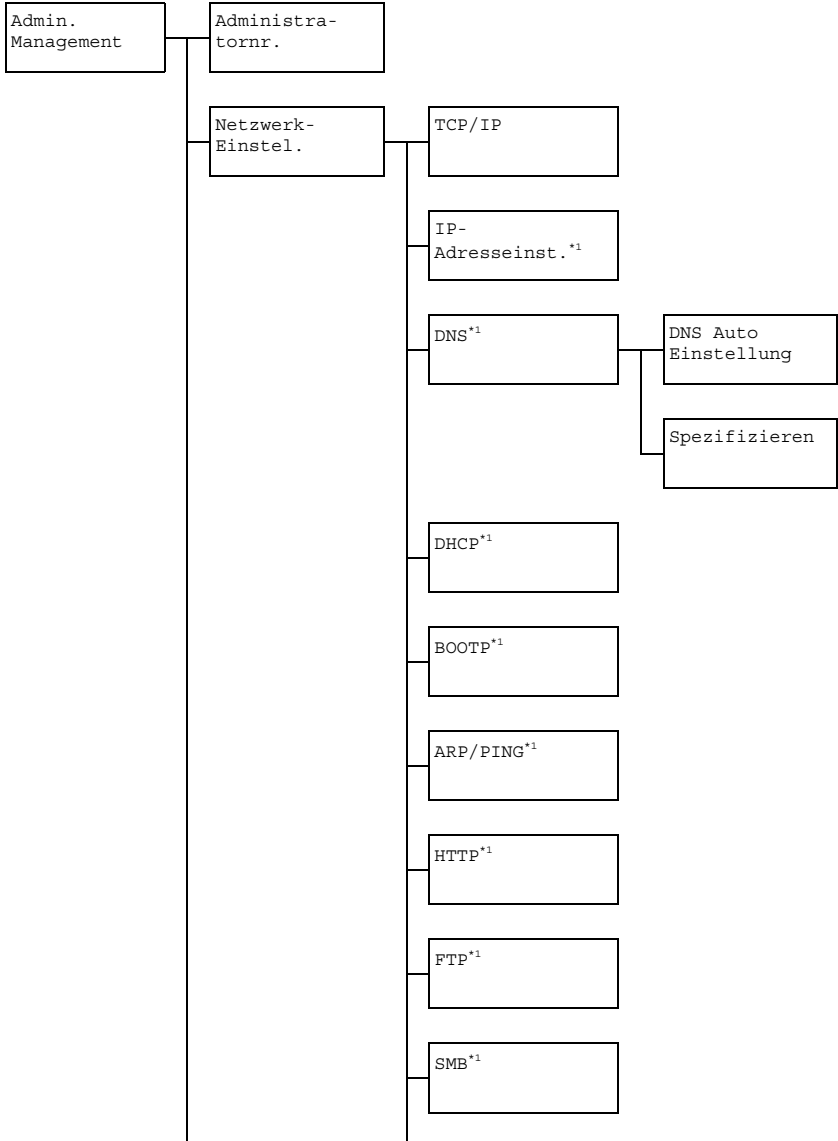 Admin.
Management
Administra-
tornr.
Netzwerk-
Einstel.
TCP/IP
IP-
Adresseinst.*1
DNS*1
DNS Auto
Einstellung
Spezifizieren
DHCP*1
BOOTP*1
ARP/PING*1
HTTP*1
FTP*1
SMB*1